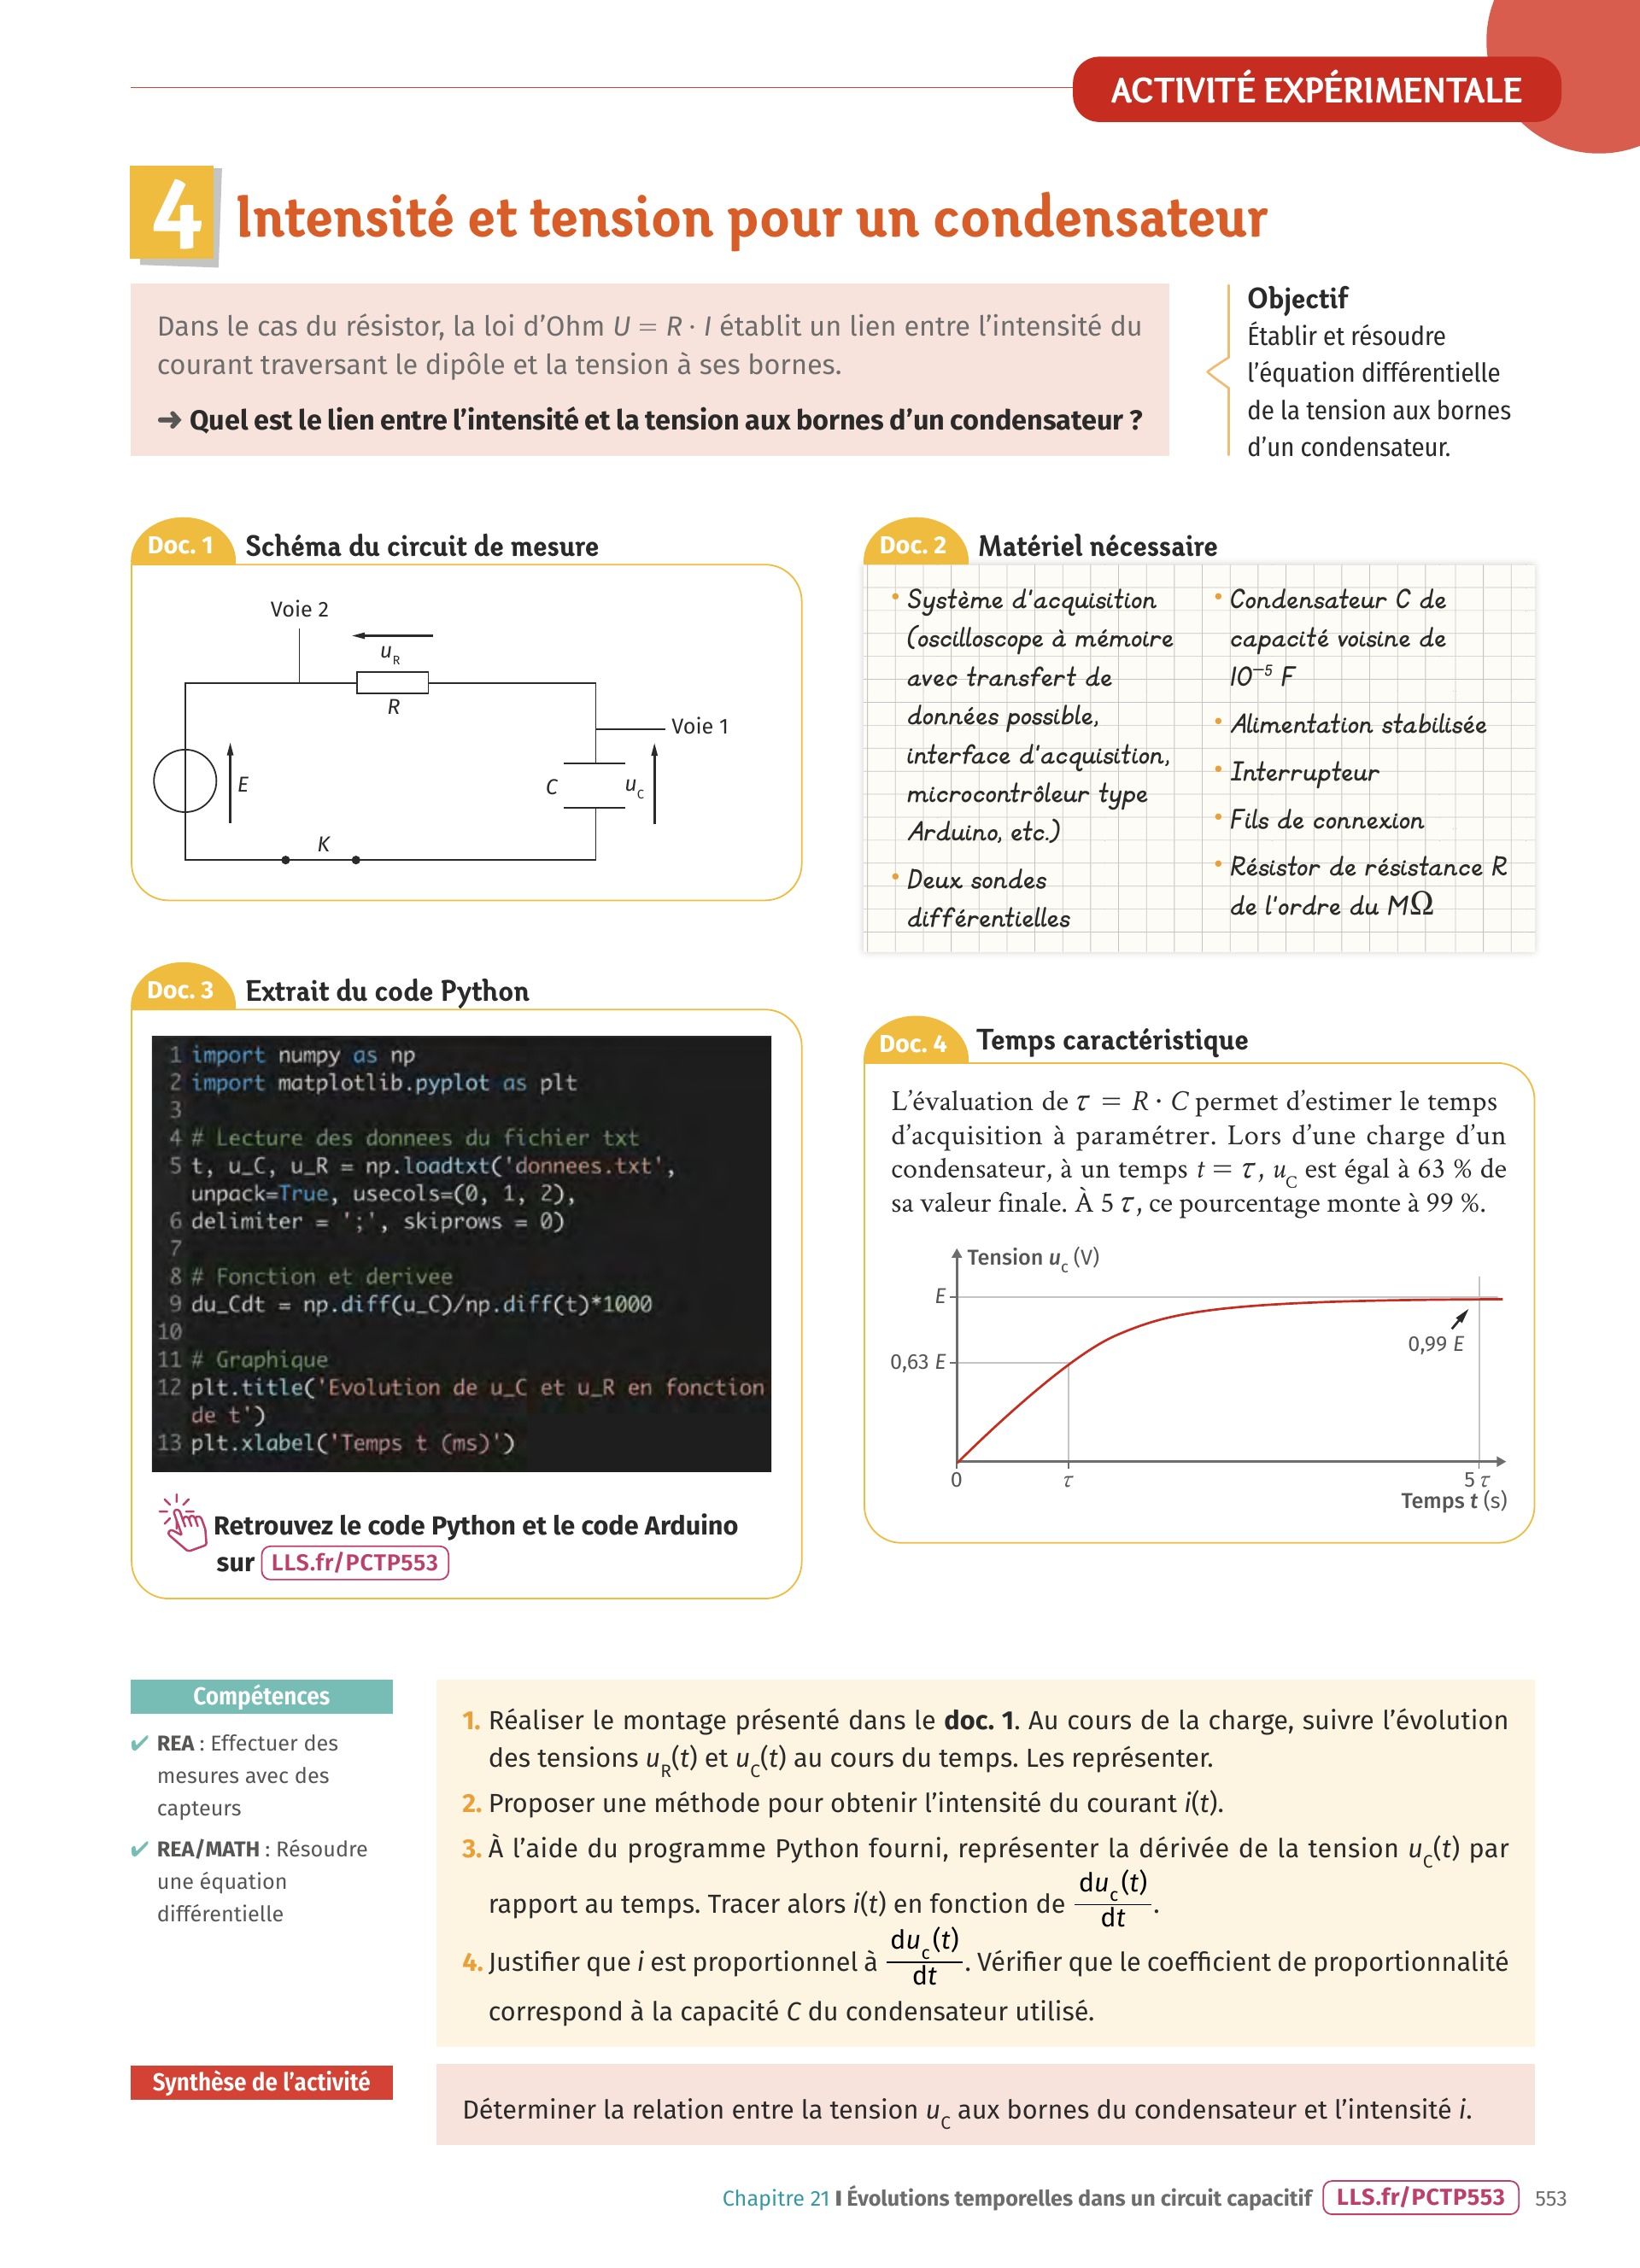 ACTIVITÉ EXPÉRIMENTALE
4 Intensité et tension pour un condensateur
Dans le cas du résistor, la loi d'Ohm U = R · I établit un lien entre l'intensité du
courant traversant le dipôle et la tension à ses bornes.
➜ Quel est le lien entre l'intensité et la tension aux bornes d'un condensateur ?
Objectif
Établir et résoudre
l'équation différentielle
de la tension aux bornes
d'un condensateur.
Doc. 1 Schéma du circuit de mesure
Voie 2
u_R
R
Voie 1
E
C
u_C
K
Doc. 2 Matériel nécessaire
• Système d'acquisition
(oscilloscope à mémoire
avec transfert de
données possible,
interface d'acquisition,
microcontrôleur type
Arduino, etc.)
• Deux sondes
différentielles
• Condensateur C de
capacité voisine de
10⁻⁵ F
• Alimentation stabilisée
• Interrupteur
• Fils de connexion
• Résistor de résistance R
de l'ordre du MΩ
Doc. 3 Extrait du code Python
1 import numpy as np
2 import matplotlib.pyplot as plt
3
4 # Lecture des donnees du fichier txt
5 t, u_C, u_R = np.loadtxt('donnees.txt',
unpack=True, usecols=(0, 1, 2),
6 delimiter = ';', skiprows = 0)
7
8 # Fonction et derivee
9 du_Cdt = np.diff(u_C)/np.diff(t)*1000
10
11 # Graphique
12 plt.title('Evolution de u_C et u_R en fonction
de t')
13 plt.xlabel('Temps t (ms)')
Retrouvez le code Python et le code Arduino
sur LLS.fr/PCTP553
Doc. 4 Temps caractéristique
L'évaluation de τ = R · C permet d'estimer le temps
d'acquisition à paramétrer. Lors d'une charge d'un
condensateur, à un temps t = τ, u_C est égal à 63 % de
sa valeur finale. À 5 τ, ce pourcentage monte à 99 %.
Tension u_c (V)
E
0,99 E
0,63 E
0 τ 5 τ
Temps t (s)
Compétences
✔ REA : Effectuer des
mesures avec des
capteurs
✔ REA/MATH : Résoudre
une équation
différentielle
1. Réaliser le montage présenté dans le doc. 1. Au cours de la charge, suivre l'évolution
des tensions u_R(t) et u_C(t) au cours du temps. Les représenter.
2. Proposer une méthode pour obtenir l'intensité du courant i(t).
3. À l'aide du programme Python fourni, représenter la dérivée de la tension u_C(t) par
rapport au temps. Tracer alors i(t) en fonction de du_c(t)/dt.
4. Justifier que i est proportionnel à du_c(t)/dt. Vérifier que le coefficient de proportionnalité
correspond à la capacité C du condensateur utilisé.
Synthèse de l'activité
Déterminer la relation entre la tension u_C aux bornes du condensateur et l'intensité i.
Chapitre 21 I Évolutions temporelles dans un circuit capacitif LLS.fr/PCTP553 553